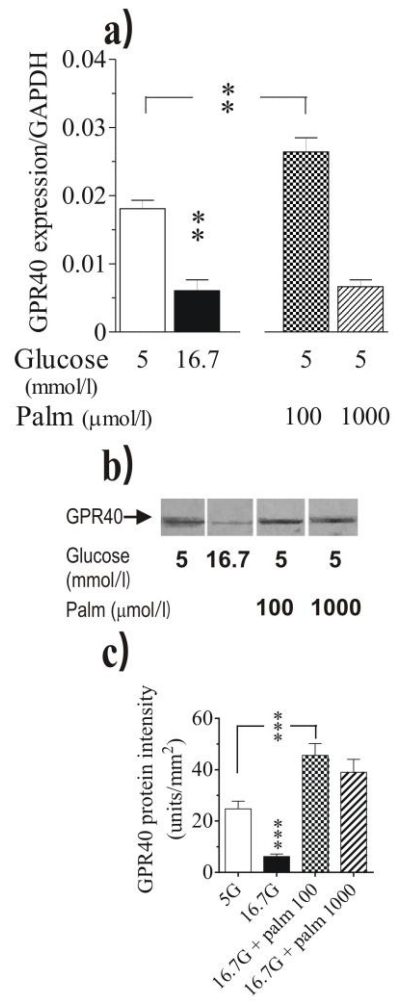 a)
GPR40 expression/GAPDH
0.04
0.03
0.02
0.01
0
**
**
Glucose 5 16.7 5 5
(mmol/l)
Palm (μmol/l) 100 1000
b)
GPR40
Glucose 5 16.7 5 5
(mmol/l)
Palm (μmol/l) 100 1000
c)
GPR40 protein intensity
(units/mm²)
60
40
20
0
***
***
5G
16.7G
16.7G + palm 100
16.7G + palm 1000